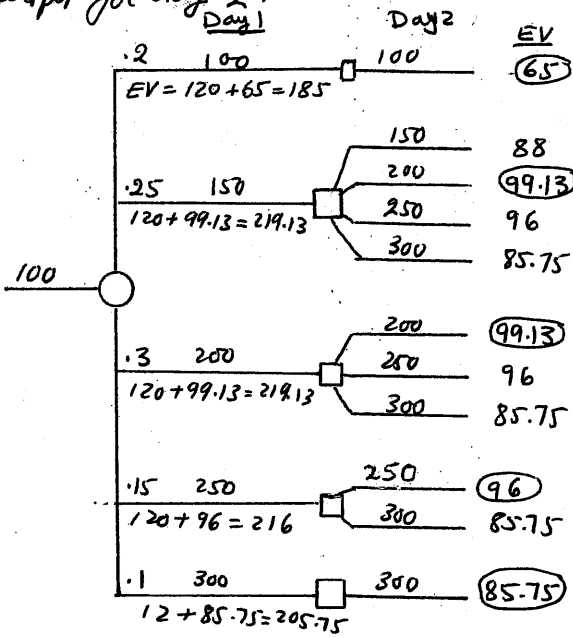 for Day
Day1 Day2 EV
.2 100 100 65
EV = 120+65=185
150 88
.25 150 200 99.13
120+99.13=219.13 250 96
300 85.75
100
200 99.13
.3 200 250 96
120+99.13=219.13 300 85.75
.15 250 250 96
120+96=216 300 85.75
.1 300 300 85.75
12+85.75=205.75